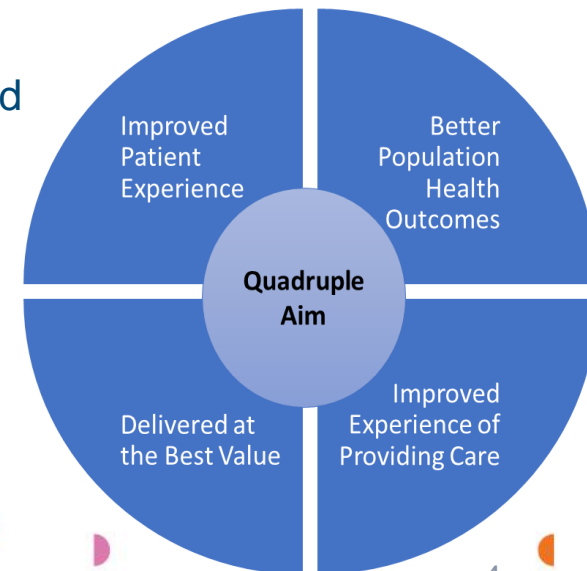 d
Improved
Patient
Experience
Better
Population
Health
Outcomes
Quadruple
Aim
Delivered at
the Best Value
Improved
Experience of
Providing Care